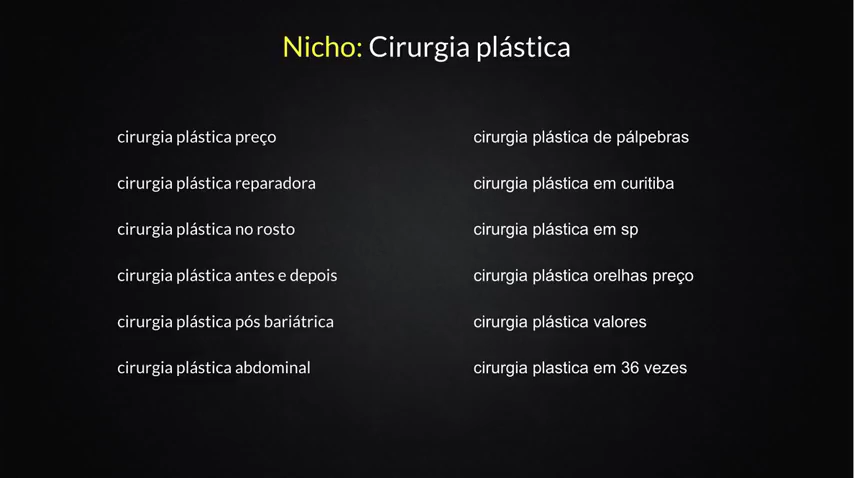 Nicho: Cirurgia plástica
cirurgia plástica preço
cirurgia plástica reparadora
cirurgia plástica no rosto
cirurgia plástica antes e depois
cirurgia plástica pós bariátrica
cirurgia plástica abdominal
cirurgia plástica de pálpebras
cirurgia plástica em curitiba
cirurgia plástica em sp
cirurgia plástica orelhas preço
cirurgia plástica valores
cirurgia plastica em 36 vezes